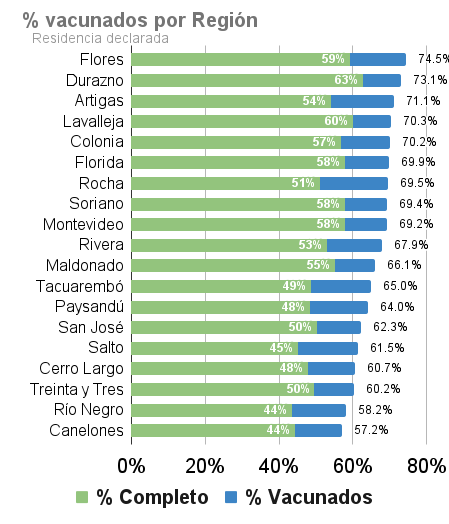 % vacunados por Región
Residencia declarada
Flores 59% 74.5%
Durazno 63% 73.1%
Artigas 54% 71.1%
Lavalleja 60% 70.3%
Colonia 57% 70.2%
Florida 58% 69.9%
Rocha 51% 69.5%
Soriano 58% 69.4%
Montevideo 58% 69.2%
Rivera 53% 67.9%
Maldonado 55% 66.1%
Tacuarembó 49% 65.0%
Paysandú 48% 64.0%
San José 50% 62.3%
Salto 45% 61.5%
Cerro Largo 48% 60.7%
Treinta y Tres 50% 60.2%
Río Negro 44% 58.2%
Canelones 44% 57.2%
0% 20% 40% 60% 80%
% Completo % Vacunados